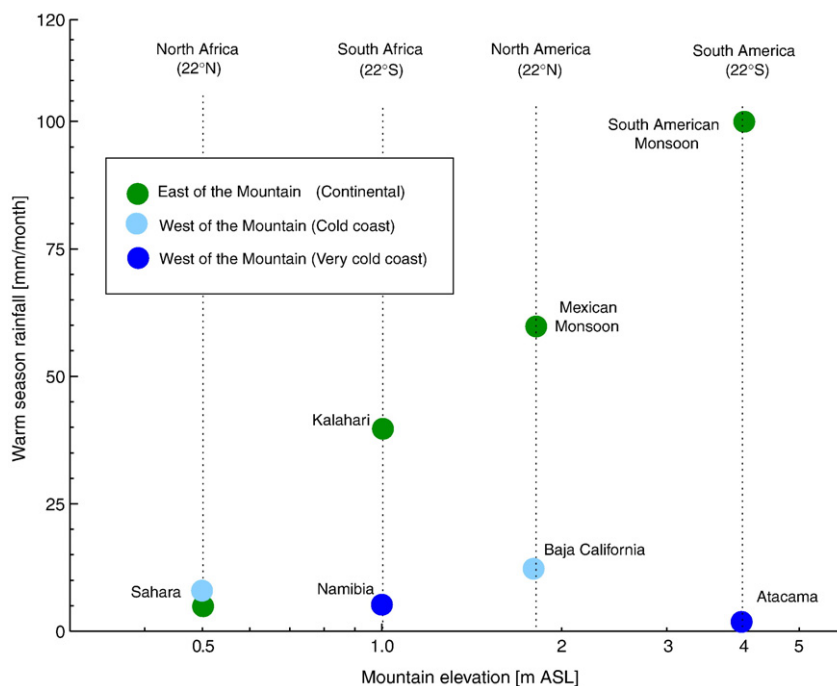 120
100
75
50
25
0
Warm season rainfall [mm/month]
North Africa
(22°N)
South Africa
(22°S)
North America
(22°N)
South America
(22°S)
East of the Mountain (Continental)
West of the Mountain (Cold coast)
West of the Mountain (Very cold coast)
South American
Monsoon
Mexican
Monsoon
Kalahari
Baja California
Sahara
Namibia
Atacama
0.5
1.0
2
3
4
5
Mountain elevation [m ASL]